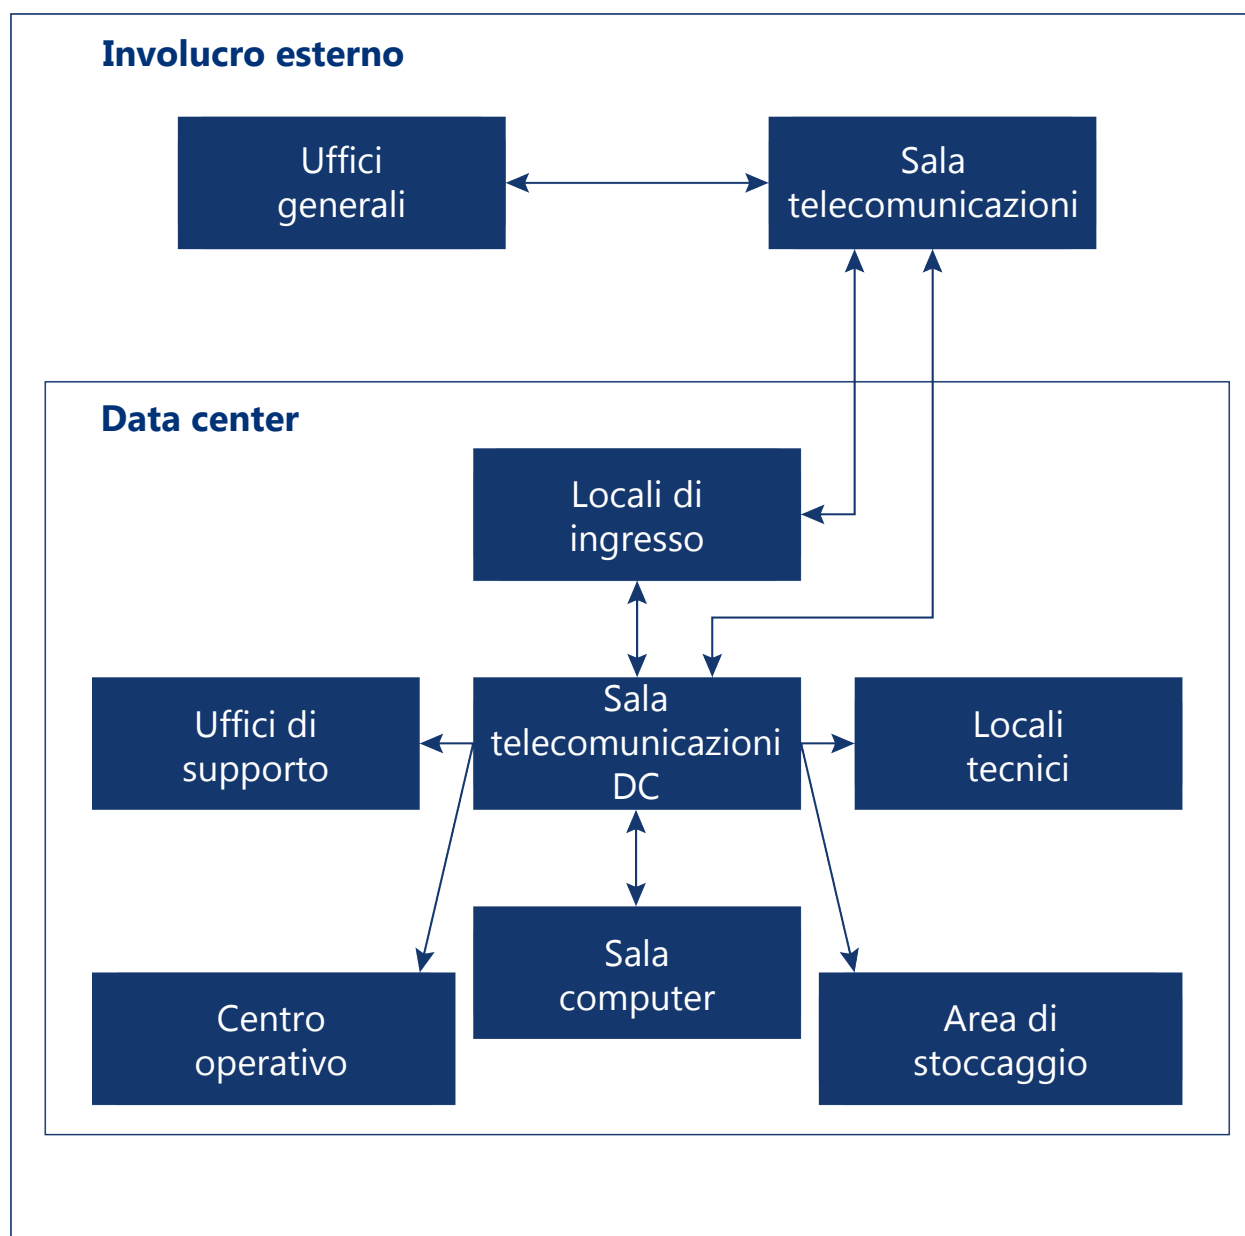 Involucro esterno
Uffici
generali
Sala
telecomunicazioni
Data center
Locali di
ingresso
Uffici di
supporto
Sala
telecomunicazioni
DC
Locali
tecnici
Centro
operativo
Sala
computer
Area di
stoccaggio